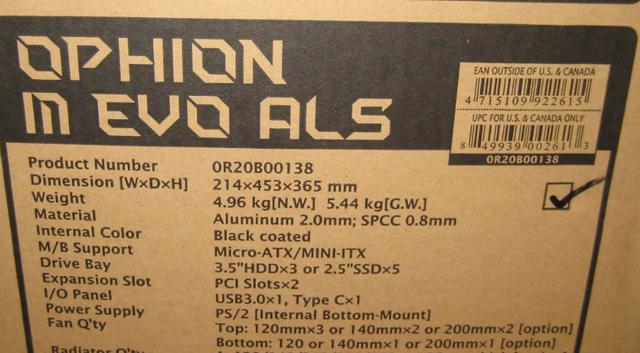 OPHION
M EVO ALS
EAN OUTSIDE OF U.S. & CANADA
4 715109 922615
UPC FOR U.S. & CANADA ONLY
8 49939 00261 3
0R20B00138
Product Number 0R20B00138
Dimension [W×D×H] 214×453×365 mm
Weight 4.96 kg[N.W.] 5.44 kg[G.W.]
Material Aluminum 2.0mm; SPCC 0.8mm
Internal Color Black coated
M/B Support Micro-ATX/MINI-ITX
Drive Bay 3.5"HDD×3 or 2.5"SSD×5
Expansion Slot PCI Slots×2
I/O Panel USB3.0×1, Type C×1
Power Supply PS/2 [Internal Bottom-Mount]
Fan Q'ty Top: 120mm×3 or 140mm×2 or 200mm×2 [option]
Bottom: 120 or 140mm×1 or 200mm×1 [option]
Radiator Q'ty